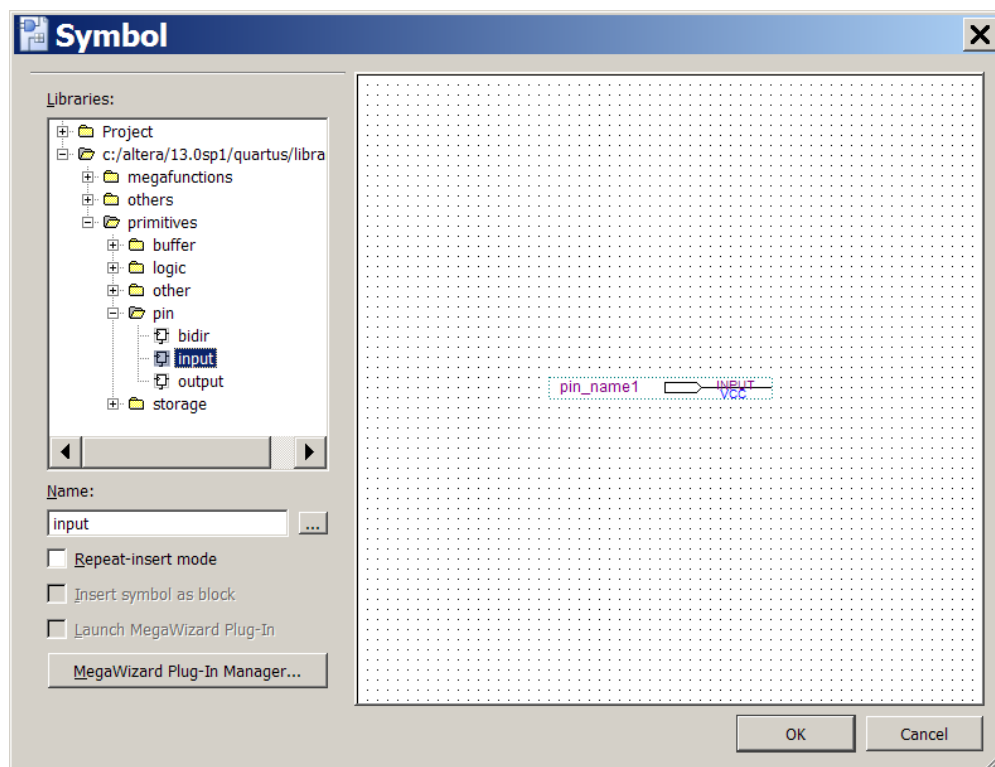 Symbol
Libraries:
Project
c:/altera/13.0sp1/quartus/libra
megafunctions
others
primitives
buffer
logic
other
pin
bidir
input
output
storage
pin_name1
INPUT
VCC
Name:
input
...
Repeat-insert mode
Insert symbol as block
Launch MegaWizard Plug-In
MegaWizard Plug-In Manager...
OK
Cancel